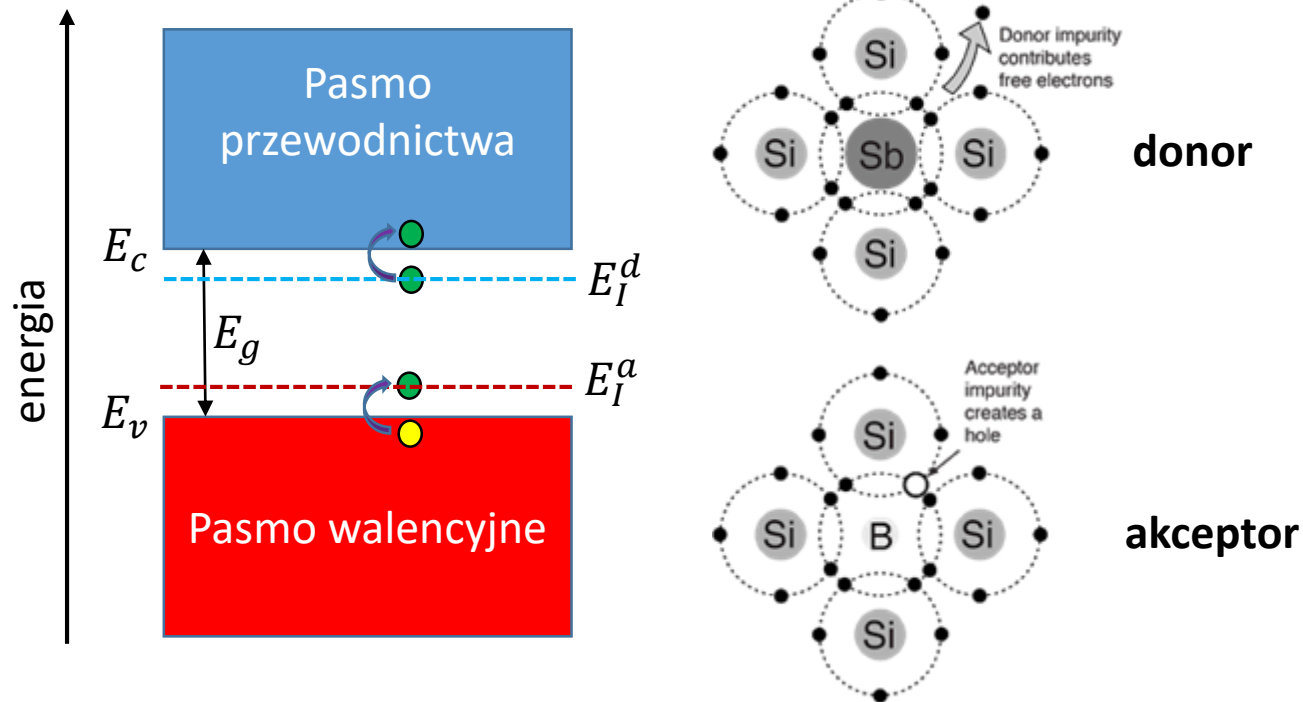 energia
Pasmo
przewodnictwa
E_c
E_I^d
E_g
E_I^a
E_v
Pasmo walencyjne
Si
Donor impurity
contributes
free electrons
Si
Sb
Si
donor
Si
Acceptor
impurity
creates a
hole
Si
Si
B
Si
akceptor
Si